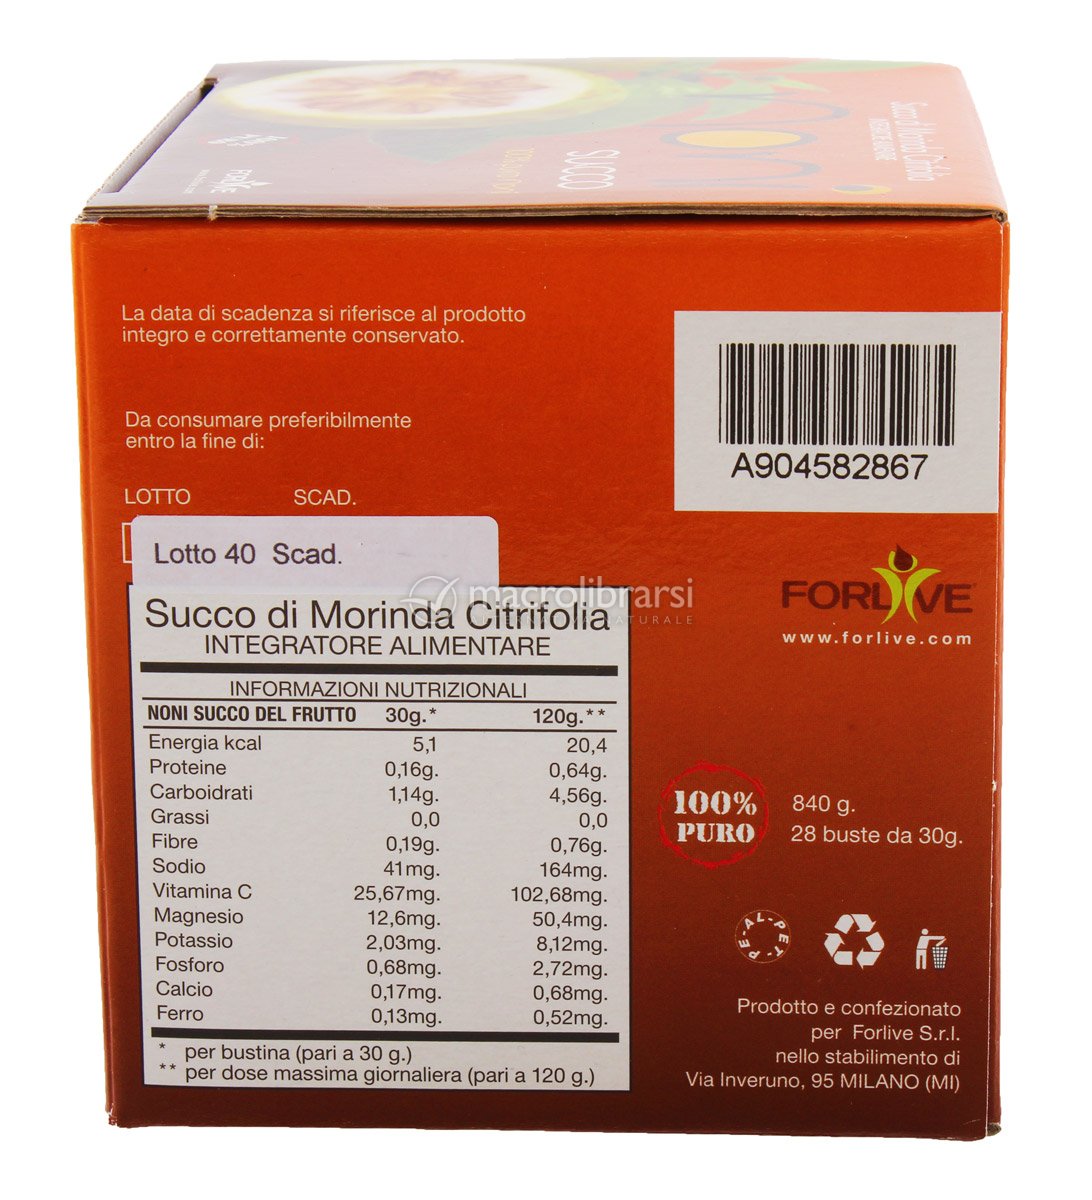 Succo di Morinda Citrifolia
SUCCO
FORLIVE
La data di scadenza si riferisce al prodotto
integro e correttamente conservato.
Da consumare preferibilmente
entro la fine di:
LOTTO SCAD.
Lotto 40 Scad.
A904582867
macrolibrarsi
FORLIVE
www.forlive.com
Succo di Morinda Citrifolia
INTEGRATORE ALIMENTARE
INFORMAZIONI NUTRIZIONALI
NONI SUCCO DEL FRUTTO 30g.* 120g.**
Energia kcal 5,1 20,4
Proteine 0,16g. 0,64g.
Carboidrati 1,14g. 4,56g.
Grassi 0,0 0,0
Fibre 0,19g. 0,76g.
Sodio 41mg. 164mg.
Vitamina C 25,67mg. 102,68mg.
Magnesio 12,6mg. 50,4mg.
Potassio 2,03mg. 8,12mg.
Fosforo 0,68mg. 2,72mg.
Calcio 0,17mg. 0,68mg.
Ferro 0,13mg. 0,52mg.
* per bustina (pari a 30 g.)
** per dose massima giornaliera (pari a 120 g.)
100%
PURO
840 g.
28 buste da 30g.
PE-AL-PET
Prodotto e confezionato
per Forlive S.r.l.
nello stabilimento di
Via Inveruno, 95 MILANO (MI)